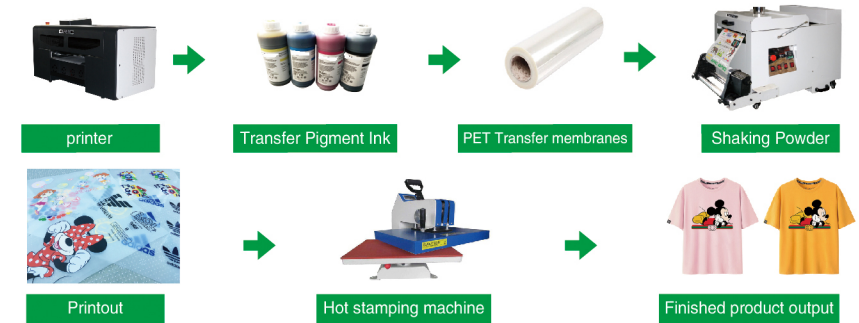 printer
Transfer Pigment Ink
PET Transfer membranes
Shaking Powder
Printout
Hot stamping machine
Finished product output